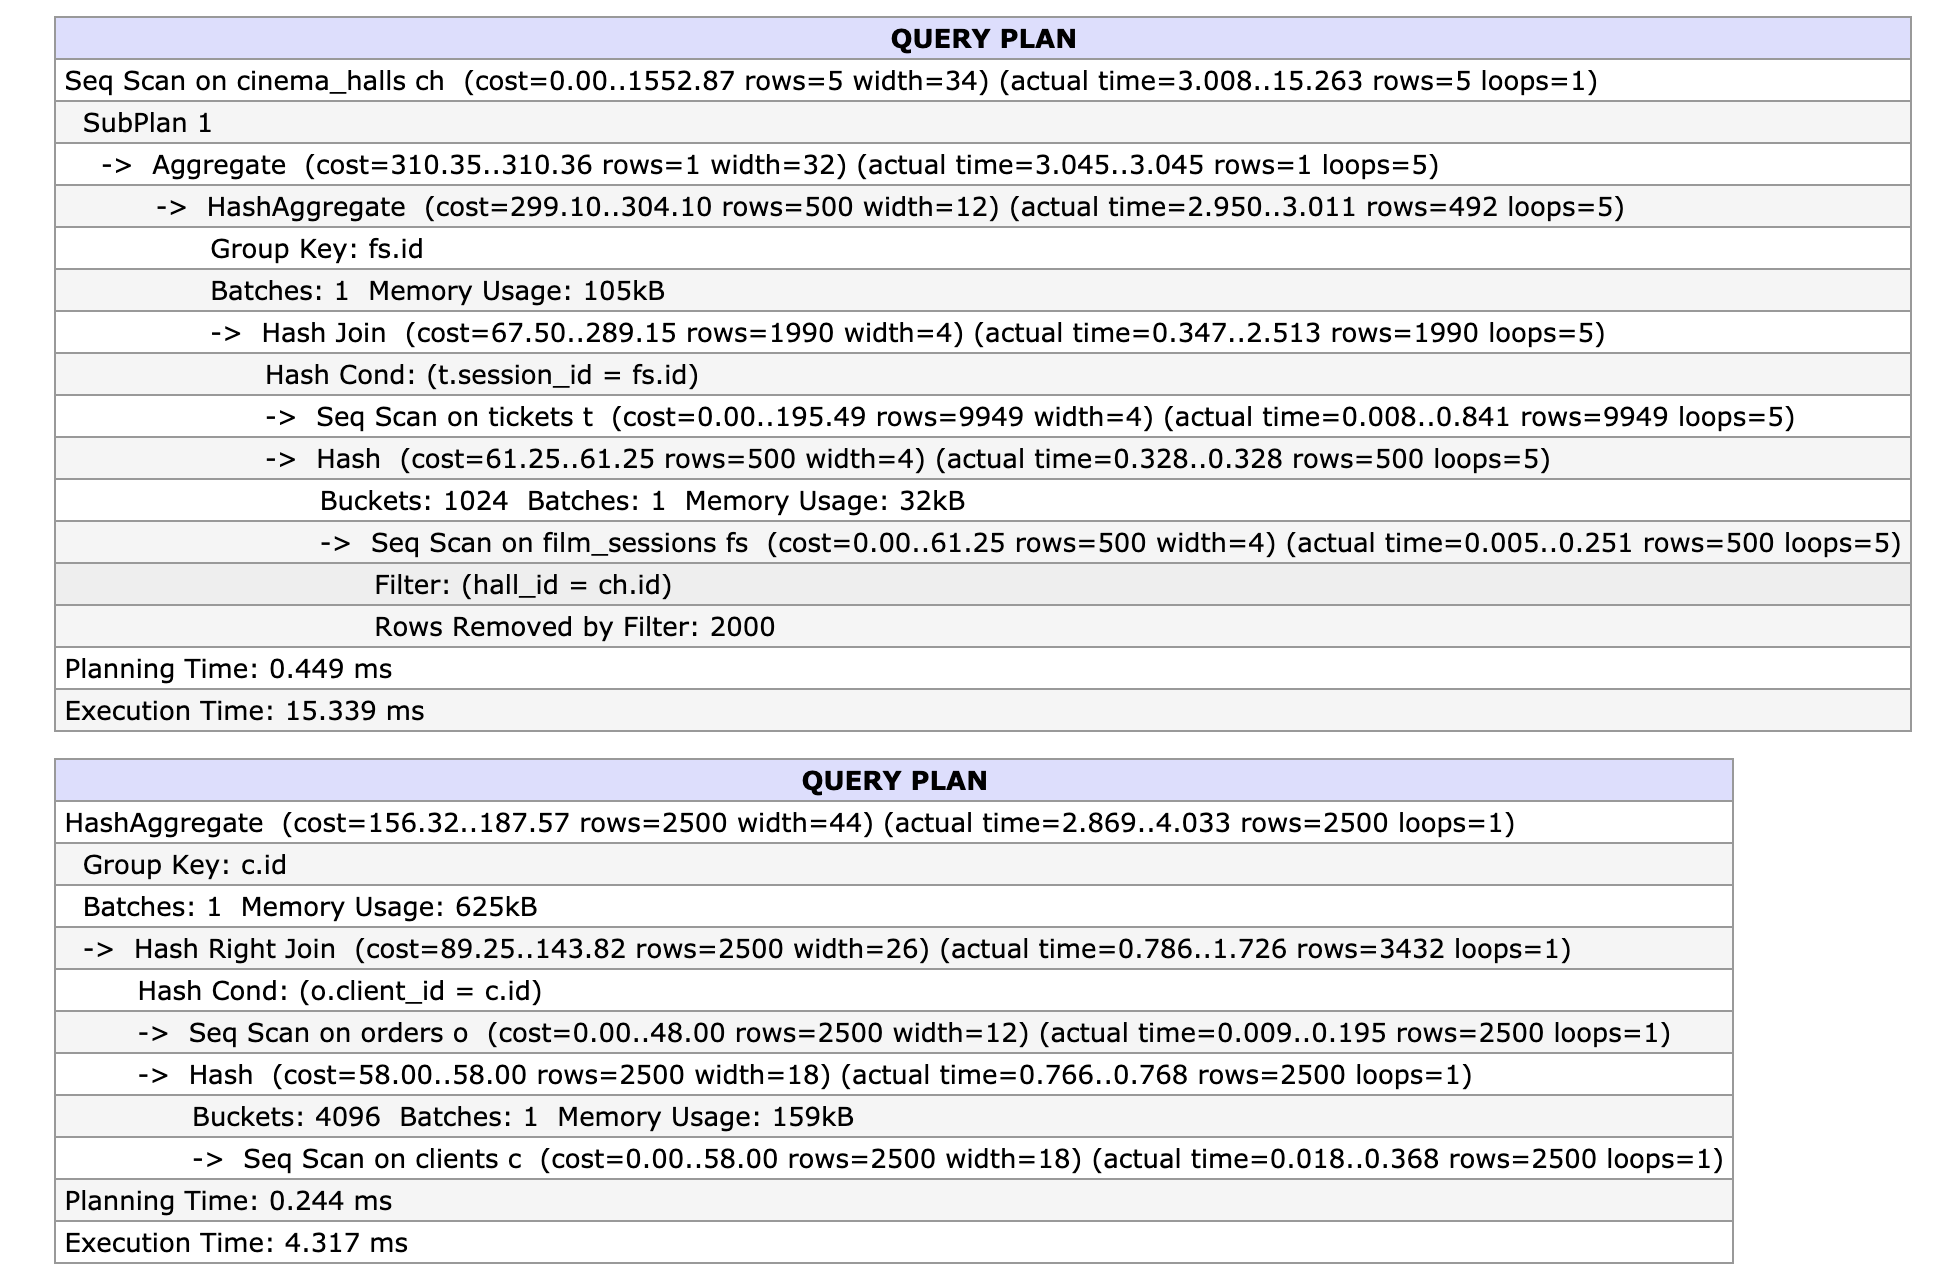 QUERY PLAN
Seq Scan on cinema_halls ch (cost=0.00..1552.87 rows=5 width=34) (actual time=3.008..15.263 rows=5 loops=1)
SubPlan 1
-> Aggregate (cost=310.35..310.36 rows=1 width=32) (actual time=3.045..3.045 rows=1 loops=5)
-> HashAggregate (cost=299.10..304.10 rows=500 width=12) (actual time=2.950..3.011 rows=492 loops=5)
Group Key: fs.id
Batches: 1 Memory Usage: 105kB
-> Hash Join (cost=67.50..289.15 rows=1990 width=4) (actual time=0.347..2.513 rows=1990 loops=5)
Hash Cond: (t.session_id = fs.id)
-> Seq Scan on tickets t (cost=0.00..195.49 rows=9949 width=4) (actual time=0.008..0.841 rows=9949 loops=5)
-> Hash (cost=61.25..61.25 rows=500 width=4) (actual time=0.328..0.328 rows=500 loops=5)
Buckets: 1024 Batches: 1 Memory Usage: 32kB
-> Seq Scan on film_sessions fs (cost=0.00..61.25 rows=500 width=4) (actual time=0.005..0.251 rows=500 loops=5)
Filter: (hall_id = ch.id)
Rows Removed by Filter: 2000
Planning Time: 0.449 ms
Execution Time: 15.339 ms
QUERY PLAN
HashAggregate (cost=156.32..187.57 rows=2500 width=44) (actual time=2.869..4.033 rows=2500 loops=1)
Group Key: c.id
Batches: 1 Memory Usage: 625kB
-> Hash Right Join (cost=89.25..143.82 rows=2500 width=26) (actual time=0.786..1.726 rows=3432 loops=1)
Hash Cond: (o.client_id = c.id)
-> Seq Scan on orders o (cost=0.00..48.00 rows=2500 width=12) (actual time=0.009..0.195 rows=2500 loops=1)
-> Hash (cost=58.00..58.00 rows=2500 width=18) (actual time=0.766..0.768 rows=2500 loops=1)
Buckets: 4096 Batches: 1 Memory Usage: 159kB
-> Seq Scan on clients c (cost=0.00..58.00 rows=2500 width=18) (actual time=0.018..0.368 rows=2500 loops=1)
Planning Time: 0.244 ms
Execution Time: 4.317 ms